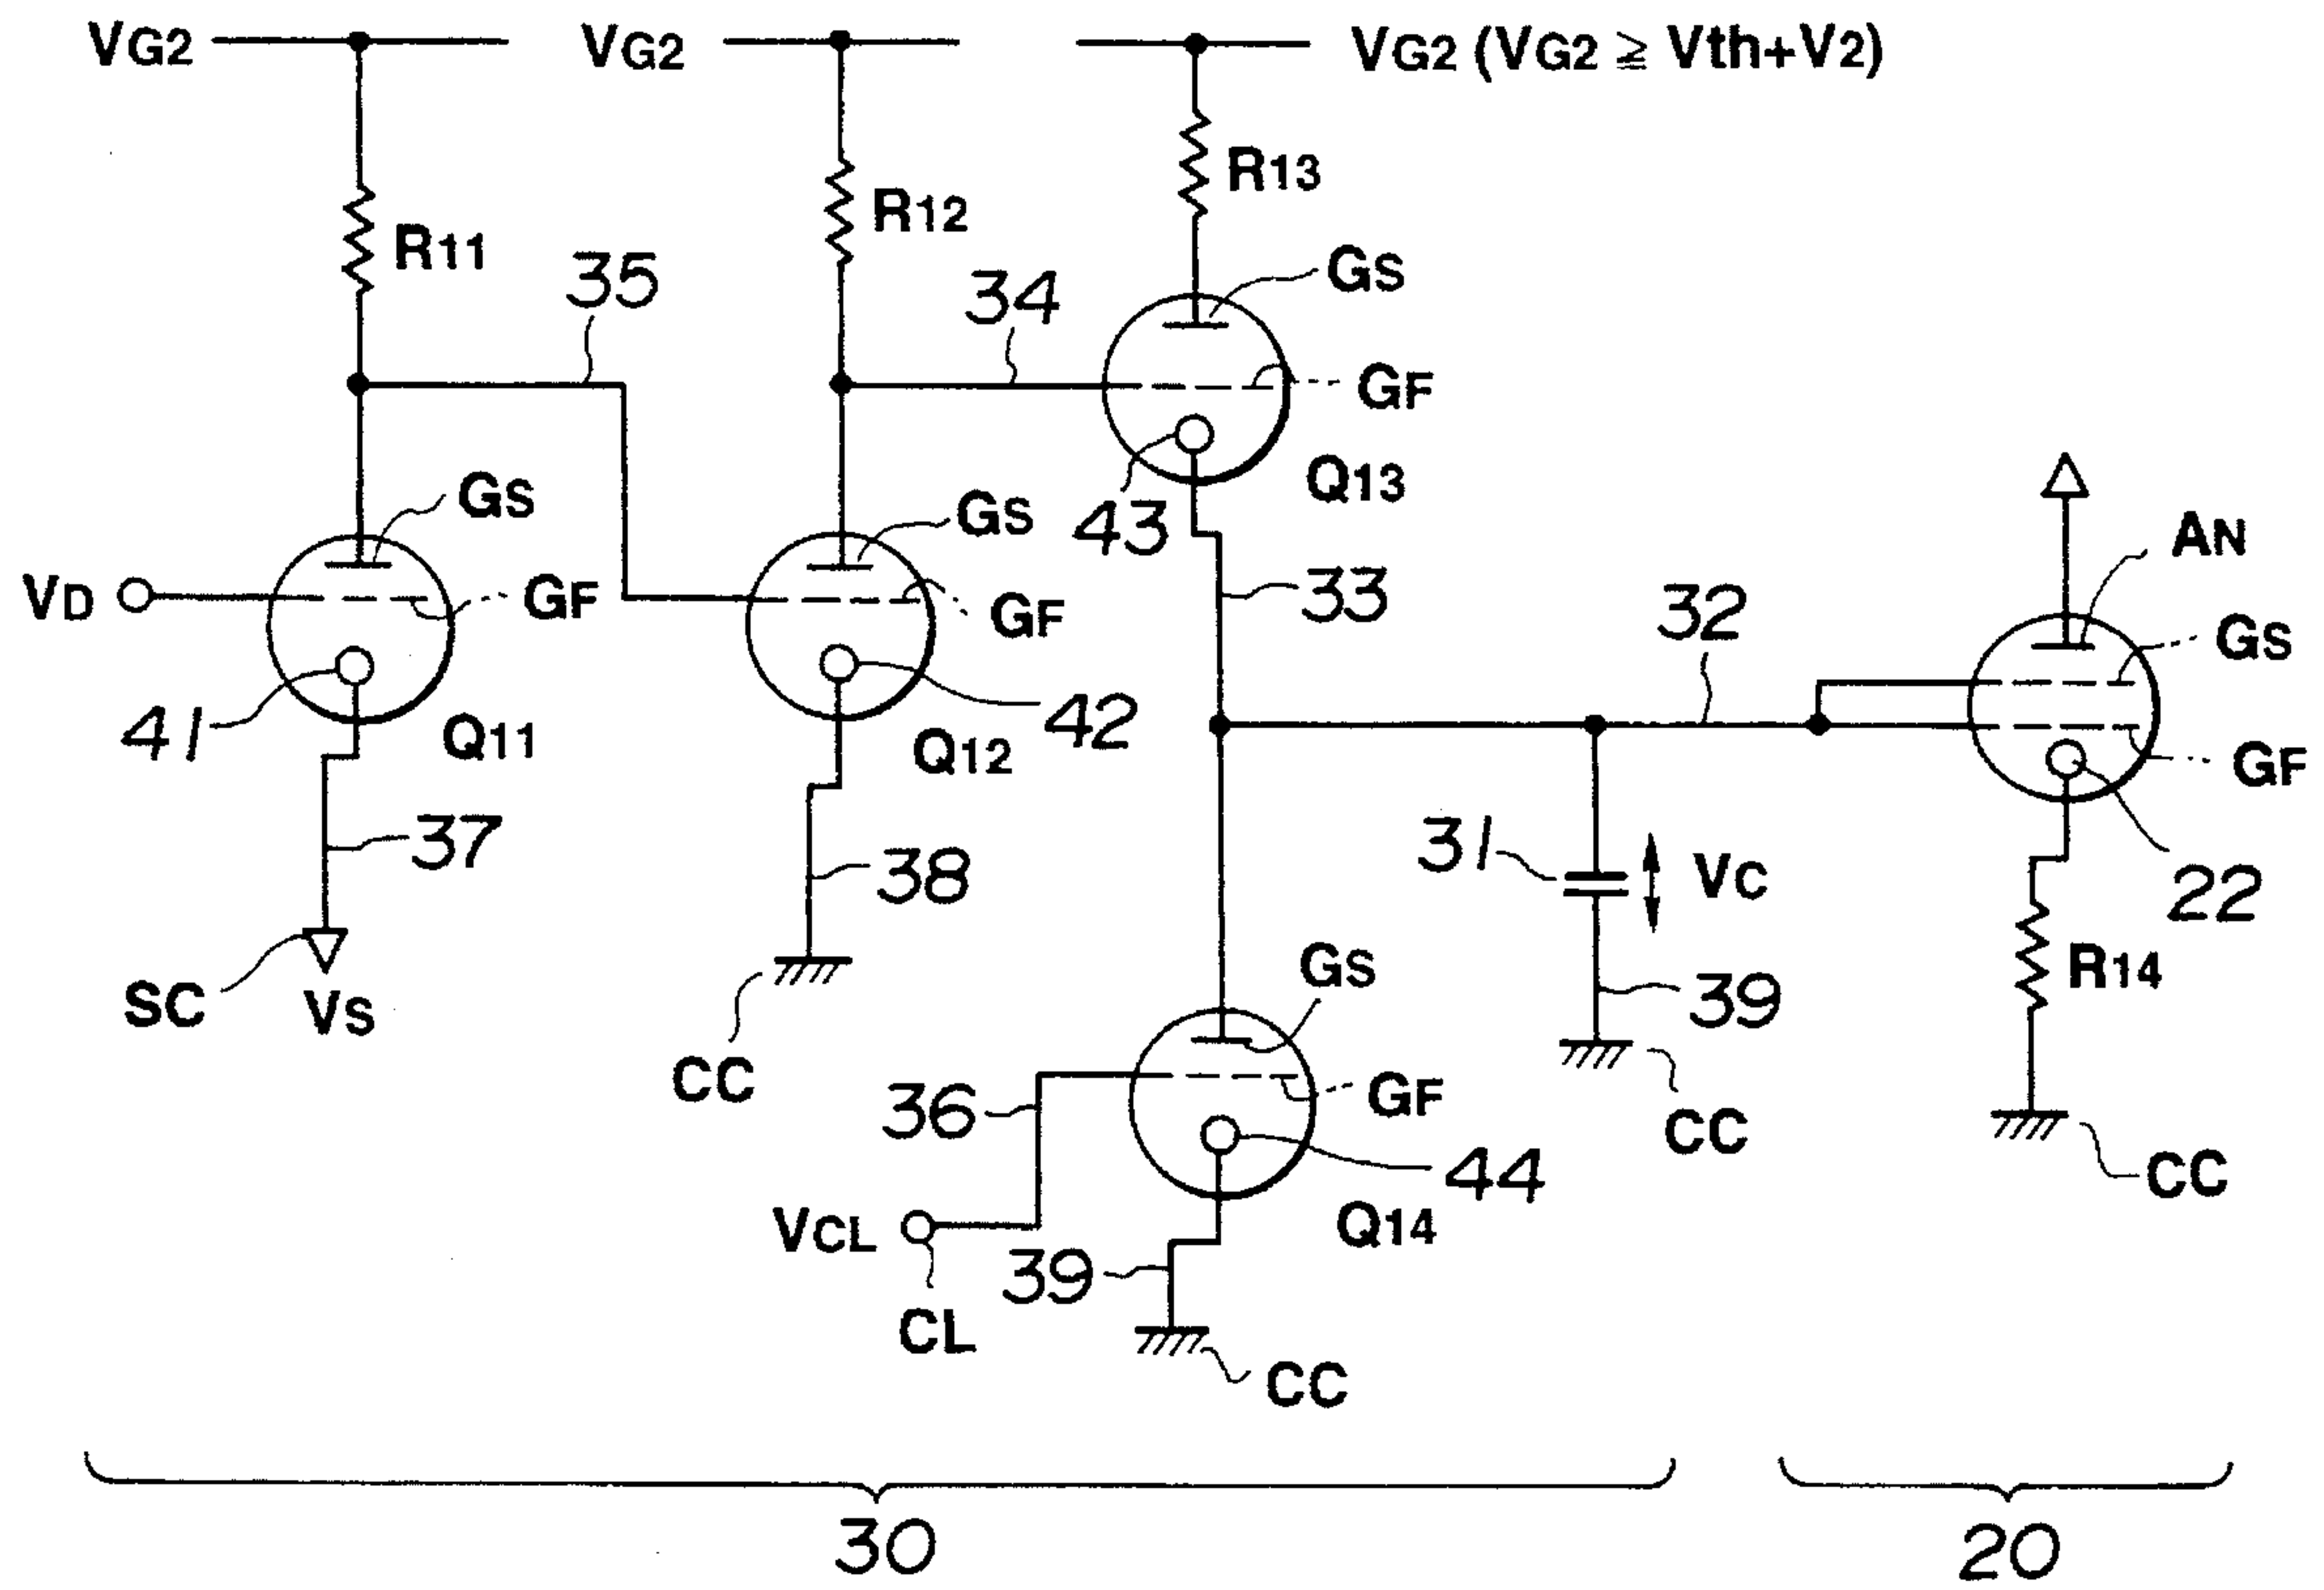 VG2
VG2
VG2 (VG2 ≧ Vth+V2)
R11
R12
R13
35
34
GS
GF
Q13
43
GS
GS
AN
VD
GF
GF
33
32
GS
41
Q11
42
Q12
GF
37
38
31
VC
22
SC
VS
GS
39
R14
CC
36
GF
CC
44
CC
VCL
Q14
39
CL
CC
30
20